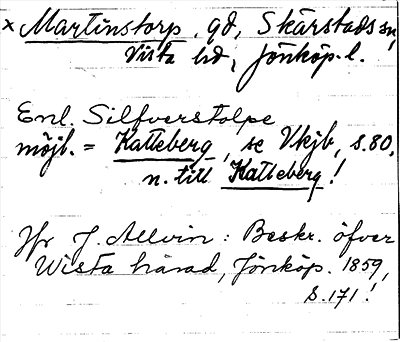 × Martinstorp, gd, Skärstads sn,
Vista hd, Jönköp. l.
Enl. Silfverstolpe
möjl. = Katteberg, se Vkjb, s. 80,
n. till Katteberg!
Jfr J. Allvin: Beskr. öfver
Wista härad, Jönköp. 1859,
s. 171!